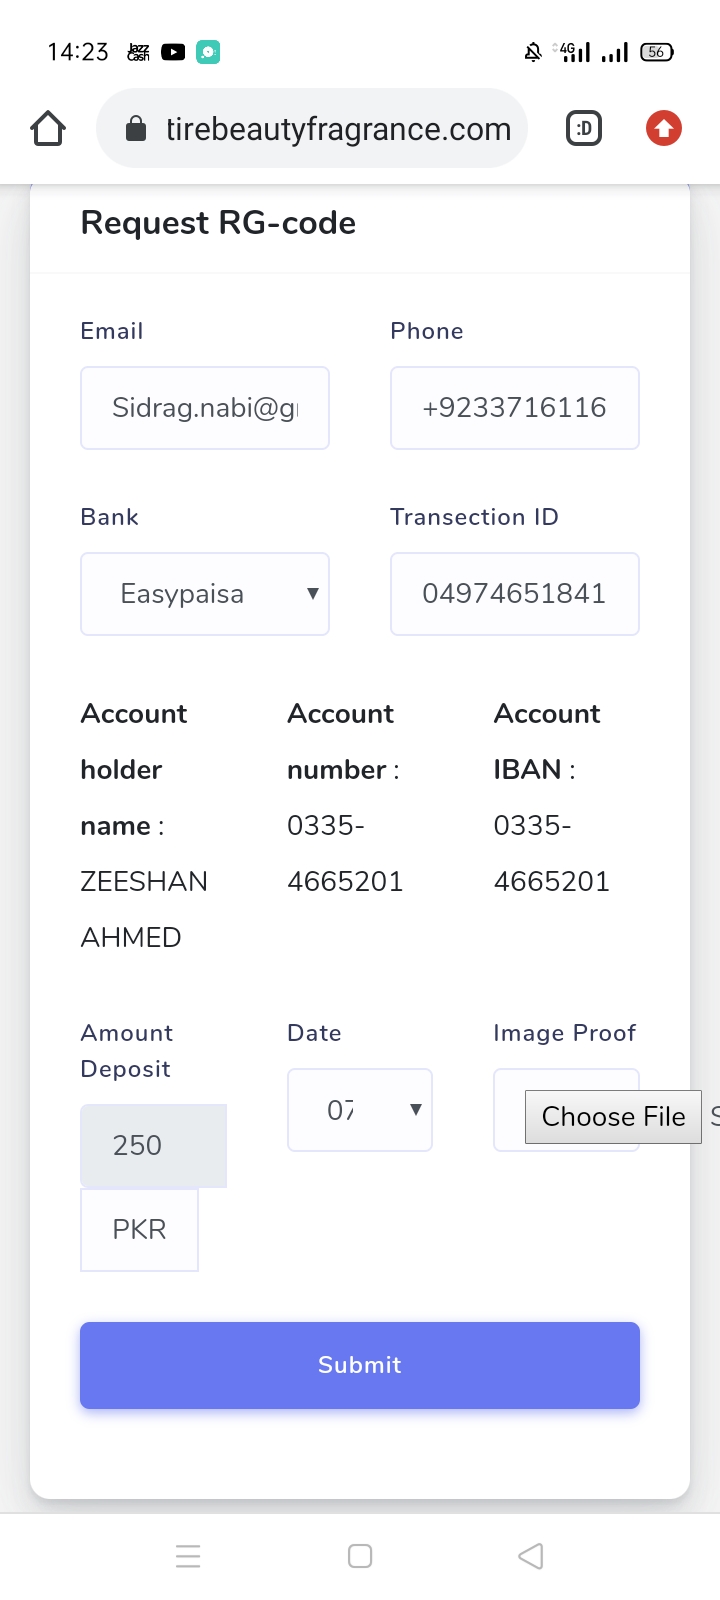 14:23 Jazz Cash 4G 56
tirebeautyfragrance.com :D
Request RG-code
Email Phone
Sidrag.nabi@g +9233716116
Bank Transection ID
Easypaisa 04974651841
Account Account Account
holder number : IBAN :
name : 0335- 0335-
ZEESHAN 4665201 4665201
AHMED
Amount Date Image Proof
Deposit
250 07 Choose File S
PKR
Submit